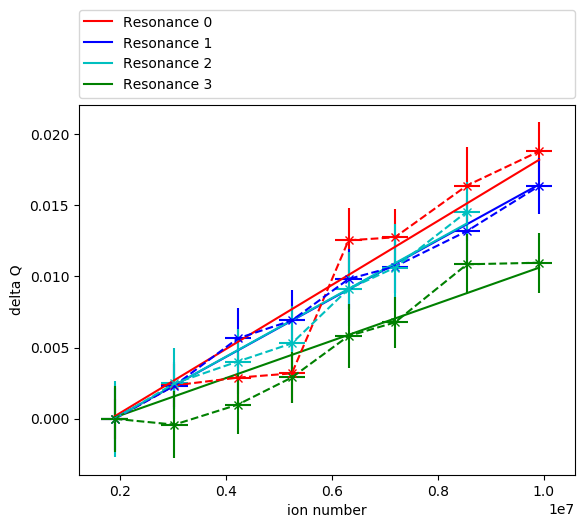 Resonance 0
Resonance 1
Resonance 2
Resonance 3
0.020
0.015
0.010
0.005
0.000
delta Q
0.2 0.4 0.6 0.8 1.0
ion number
1e7